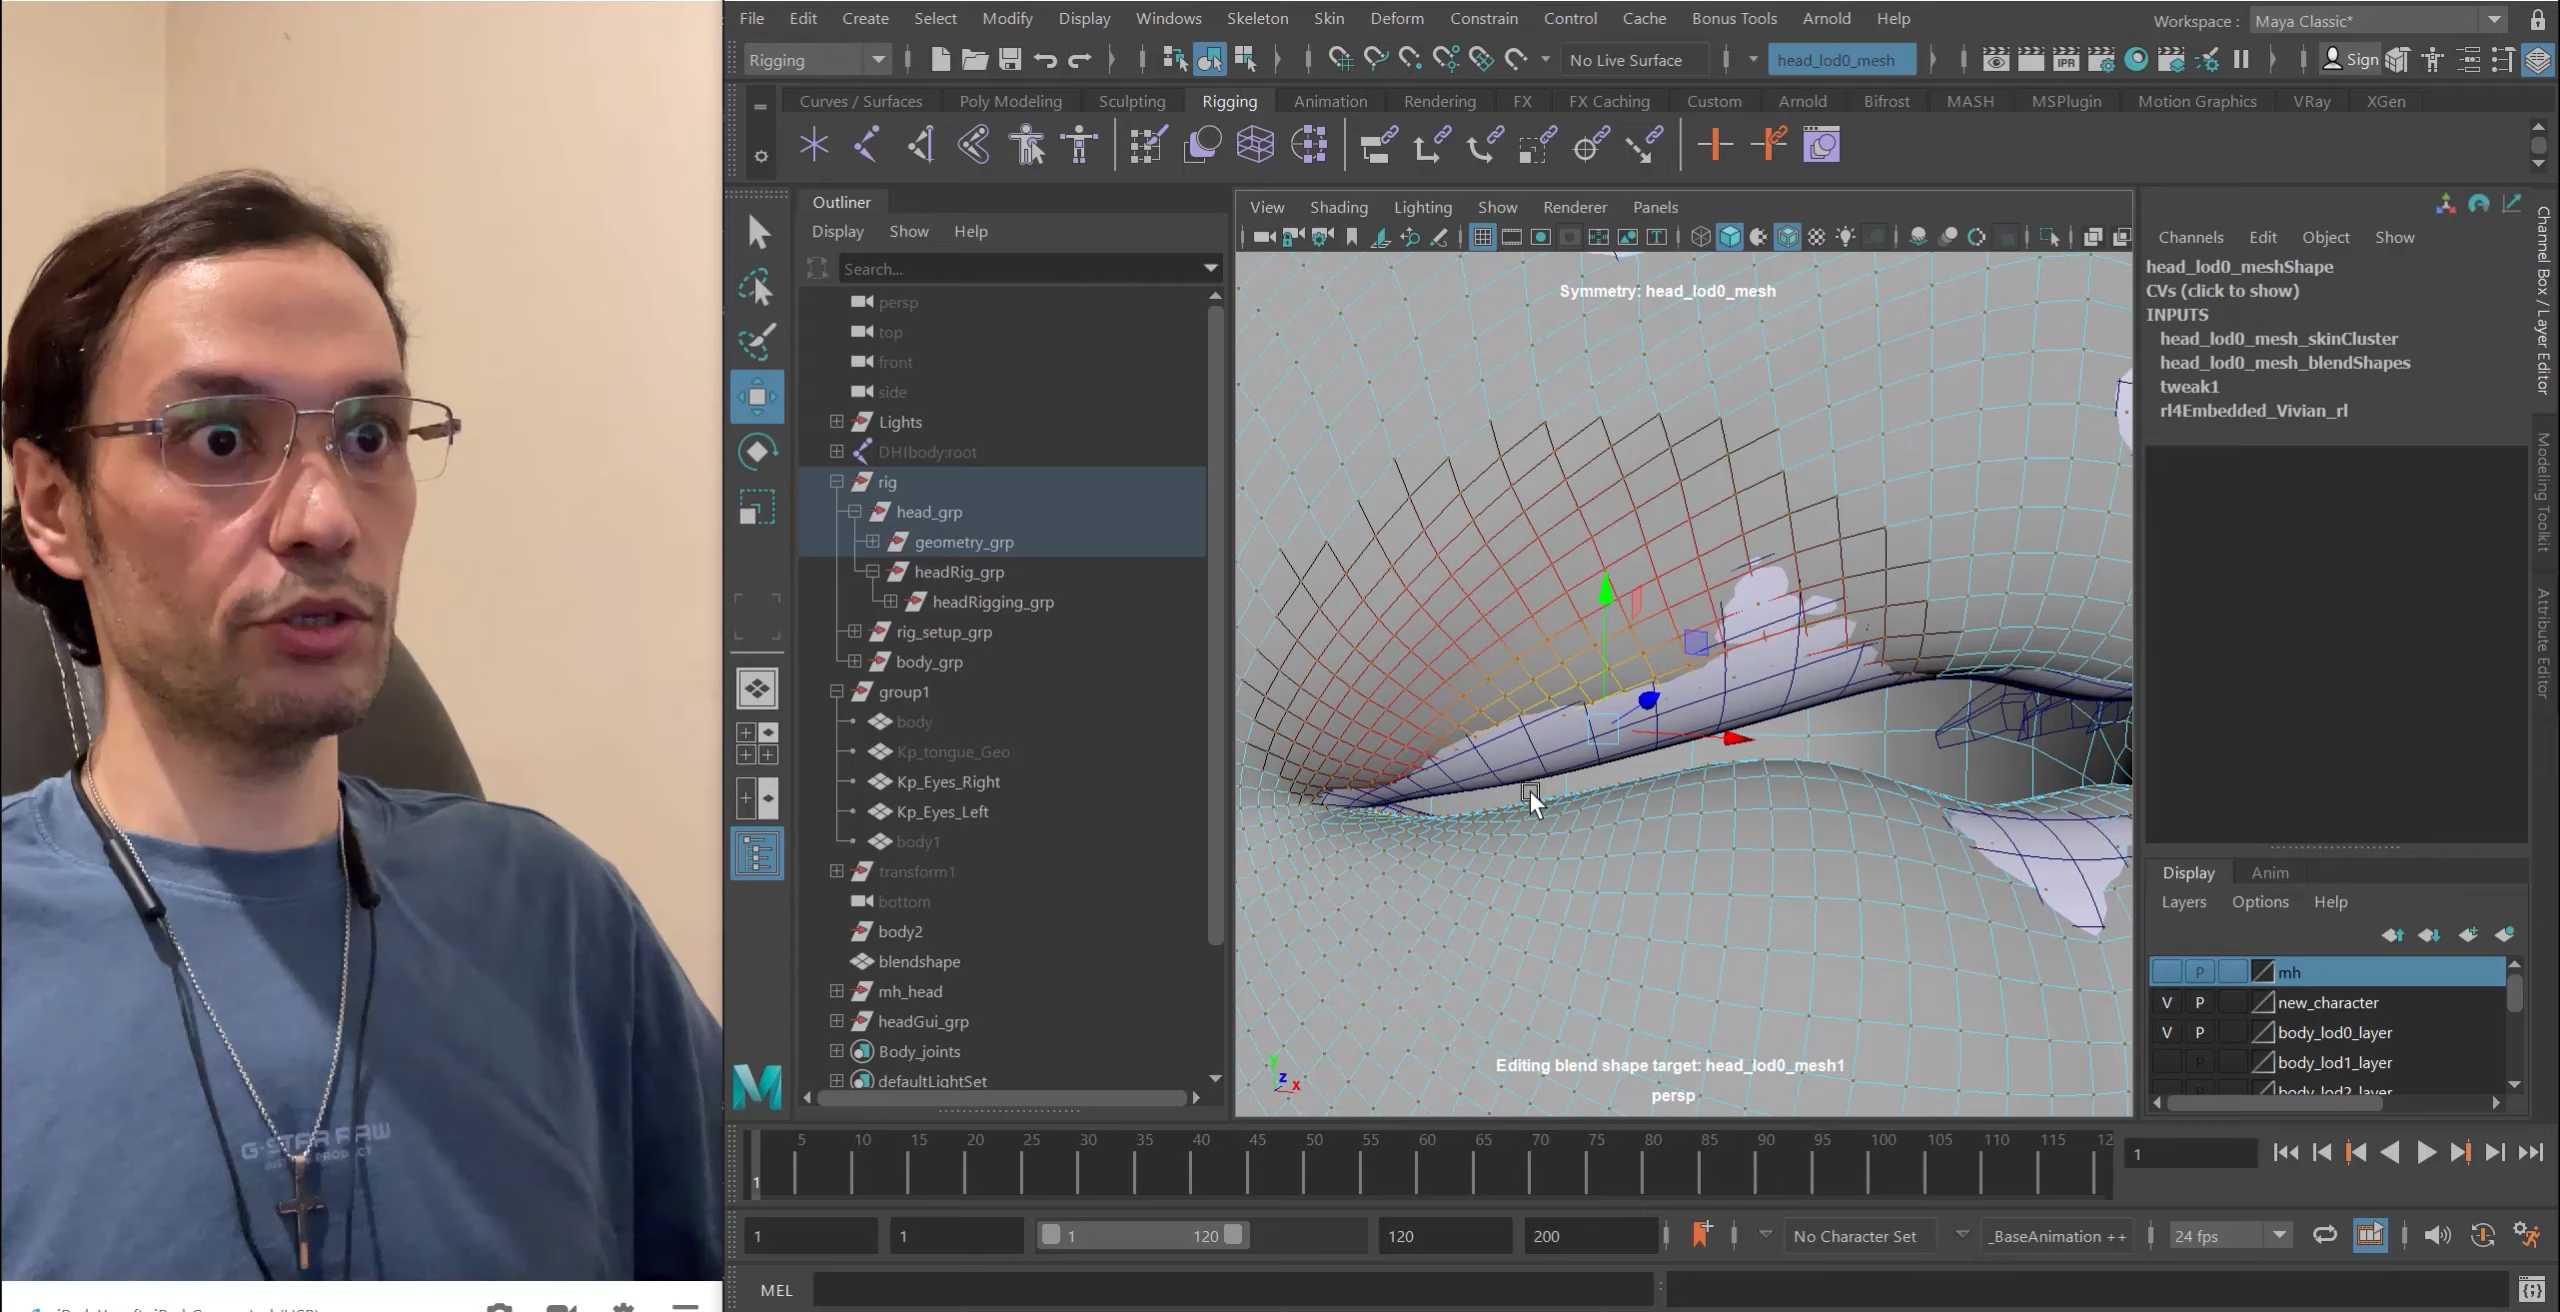 File Edit Create Select Modify Display Windows Skeleton Skin Deform Constrain Control Cache Bonus Tools Arnold Help
Workspace : Maya Classic*
Rigging
No Live Surface
head_lod0_mesh
IPR
Sign
Curves / Surfaces Poly Modeling Sculpting Rigging Animation Rendering FX FX Caching Custom Arnold Bifrost MASH MSPlugin Motion Graphics VRay XGen
Outliner
Display Show Help
Search...
persp
top
front
side
Lights
DHIbody:root
rig
head_grp
geometry_grp
headRig_grp
headRigging_grp
rig_setup_grp
body_grp
group1
body
Kp_tongue_Geo
Kp_Eyes_Right
Kp_Eyes_Left
body1
transform1
bottom
body2
blendshape
mh_head
headGui_grp
Body_joints
defaultLightSet
View Shading Lighting Show Renderer Panels
Symmetry: head_lod0_mesh
Editing blend shape target: head_lod0_mesh1
persp
Y
Z
X
Channels Edit Object Show
head_lod0_meshShape
CVs (click to show)
INPUTS
head_lod0_mesh_skinCluster
head_lod0_mesh_blendShapes
tweak1
rl4Embedded_Vivian_rl
Channel Box / Layer Editor
Modeling Toolkit
Attribute Editor
Display Anim
Layers Options Help
P mh
V P new_character
V P body_lod0_layer
P body_lod1_layer
body_lod2_layer
5 10 15 20 25 30 35 40 45 50 55 60 65 70 75 80 85 90 95 100 105 110 115 12
1
1
1 1 1 120 120 200
No Character Set
_BaseAnimation ++
24 fps
MEL
G-STAR RAW